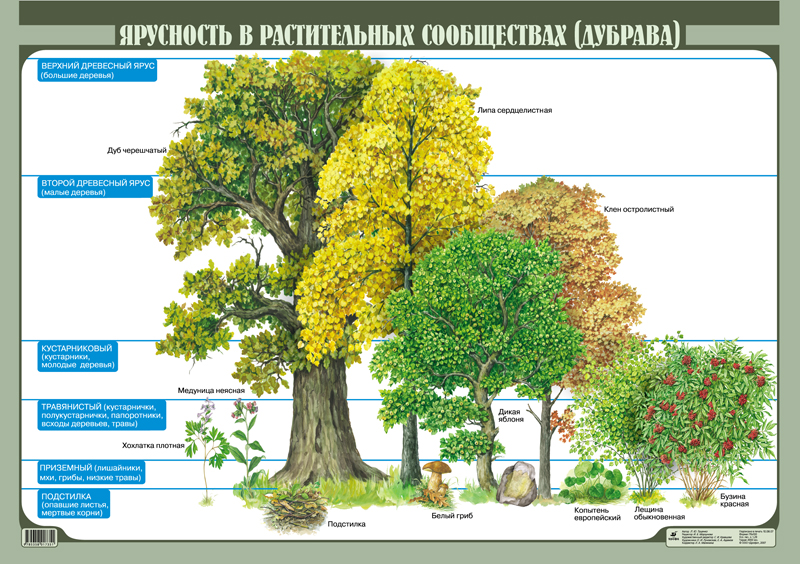 ЯРУСНОСТЬ В РАСТИТЕЛЬНЫХ СООБЩЕСТВАХ (ДУБРАВА)
ВЕРХНИЙ ДРЕВЕСНЫЙ ЯРУС
(большие деревья)
Липа сердцелистная
Дуб черешчатый
ВТОРОЙ ДРЕВЕСНЫЙ ЯРУС
(малые деревья)
Клен остролистный
КУСТАРНИКОВЫЙ
(кустарники,
молодые деревья)
Медуница неясная
ТРАВЯНИСТЫЙ (кустарнички,
полукустарнички, папоротники,
всходы деревьев, травы)
Дикая
яблоня
Хохлатка плотная
ПРИЗЕМНЫЙ (лишайники,
мхи, грибы, низкие травы)
ПОДСТИЛКА
(опавшие листья,
мертвые корни)
Подстилка
Белый гриб
Копытень
европейский
Лещина
обыкновенная
Бузина
красная